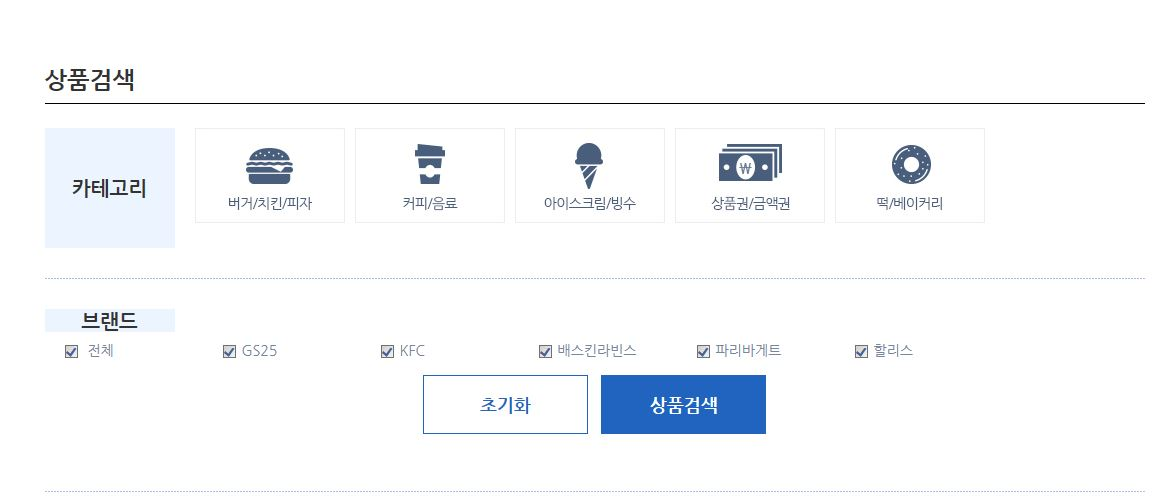 상품검색
카테고리
버거/치킨/피자
커피/음료
아이스크림/빙수
₩
상품권/금액권
떡/베이커리
브랜드
전체
GS25
KFC
배스킨라빈스
파리바게트
할리스
초기화
상품검색